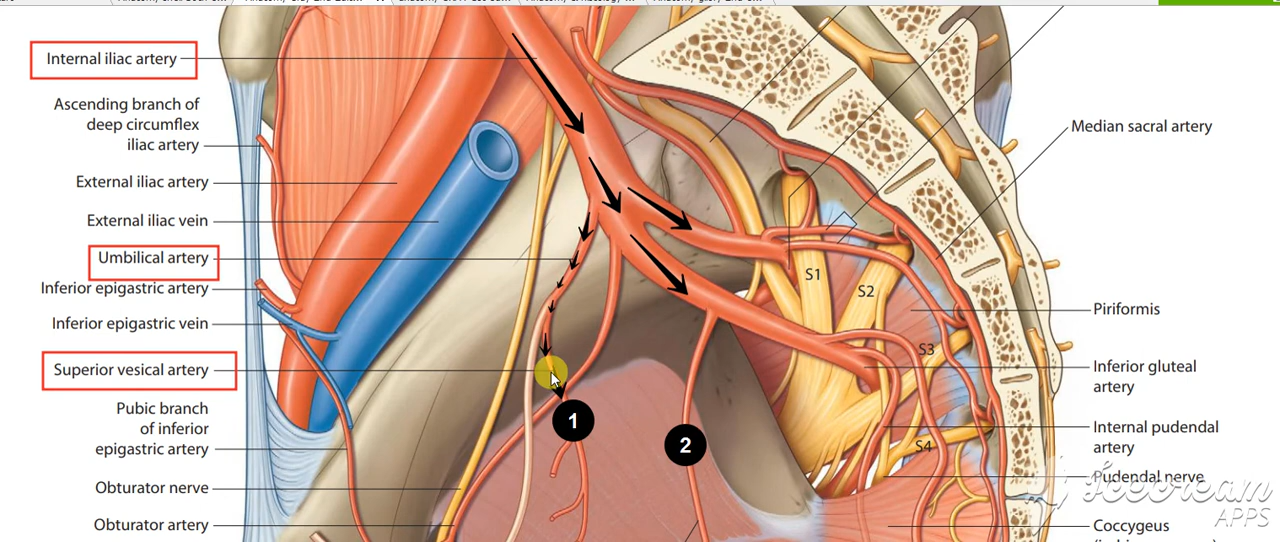 Internal iliac artery
Ascending branch of
deep circumflex
iliac artery
External iliac artery
External iliac vein
Umbilical artery
Inferior epigastric artery
Inferior epigastric vein
Superior vesical artery
Pubic branch
of inferior
epigastric artery
Obturator nerve
Obturator artery
1
2
S1
S2
S3
S4
Median sacral artery
Piriformis
Inferior gluteal
artery
Internal pudendal
artery
Pudendal nerve
Coccygeus
Icecream
APPS